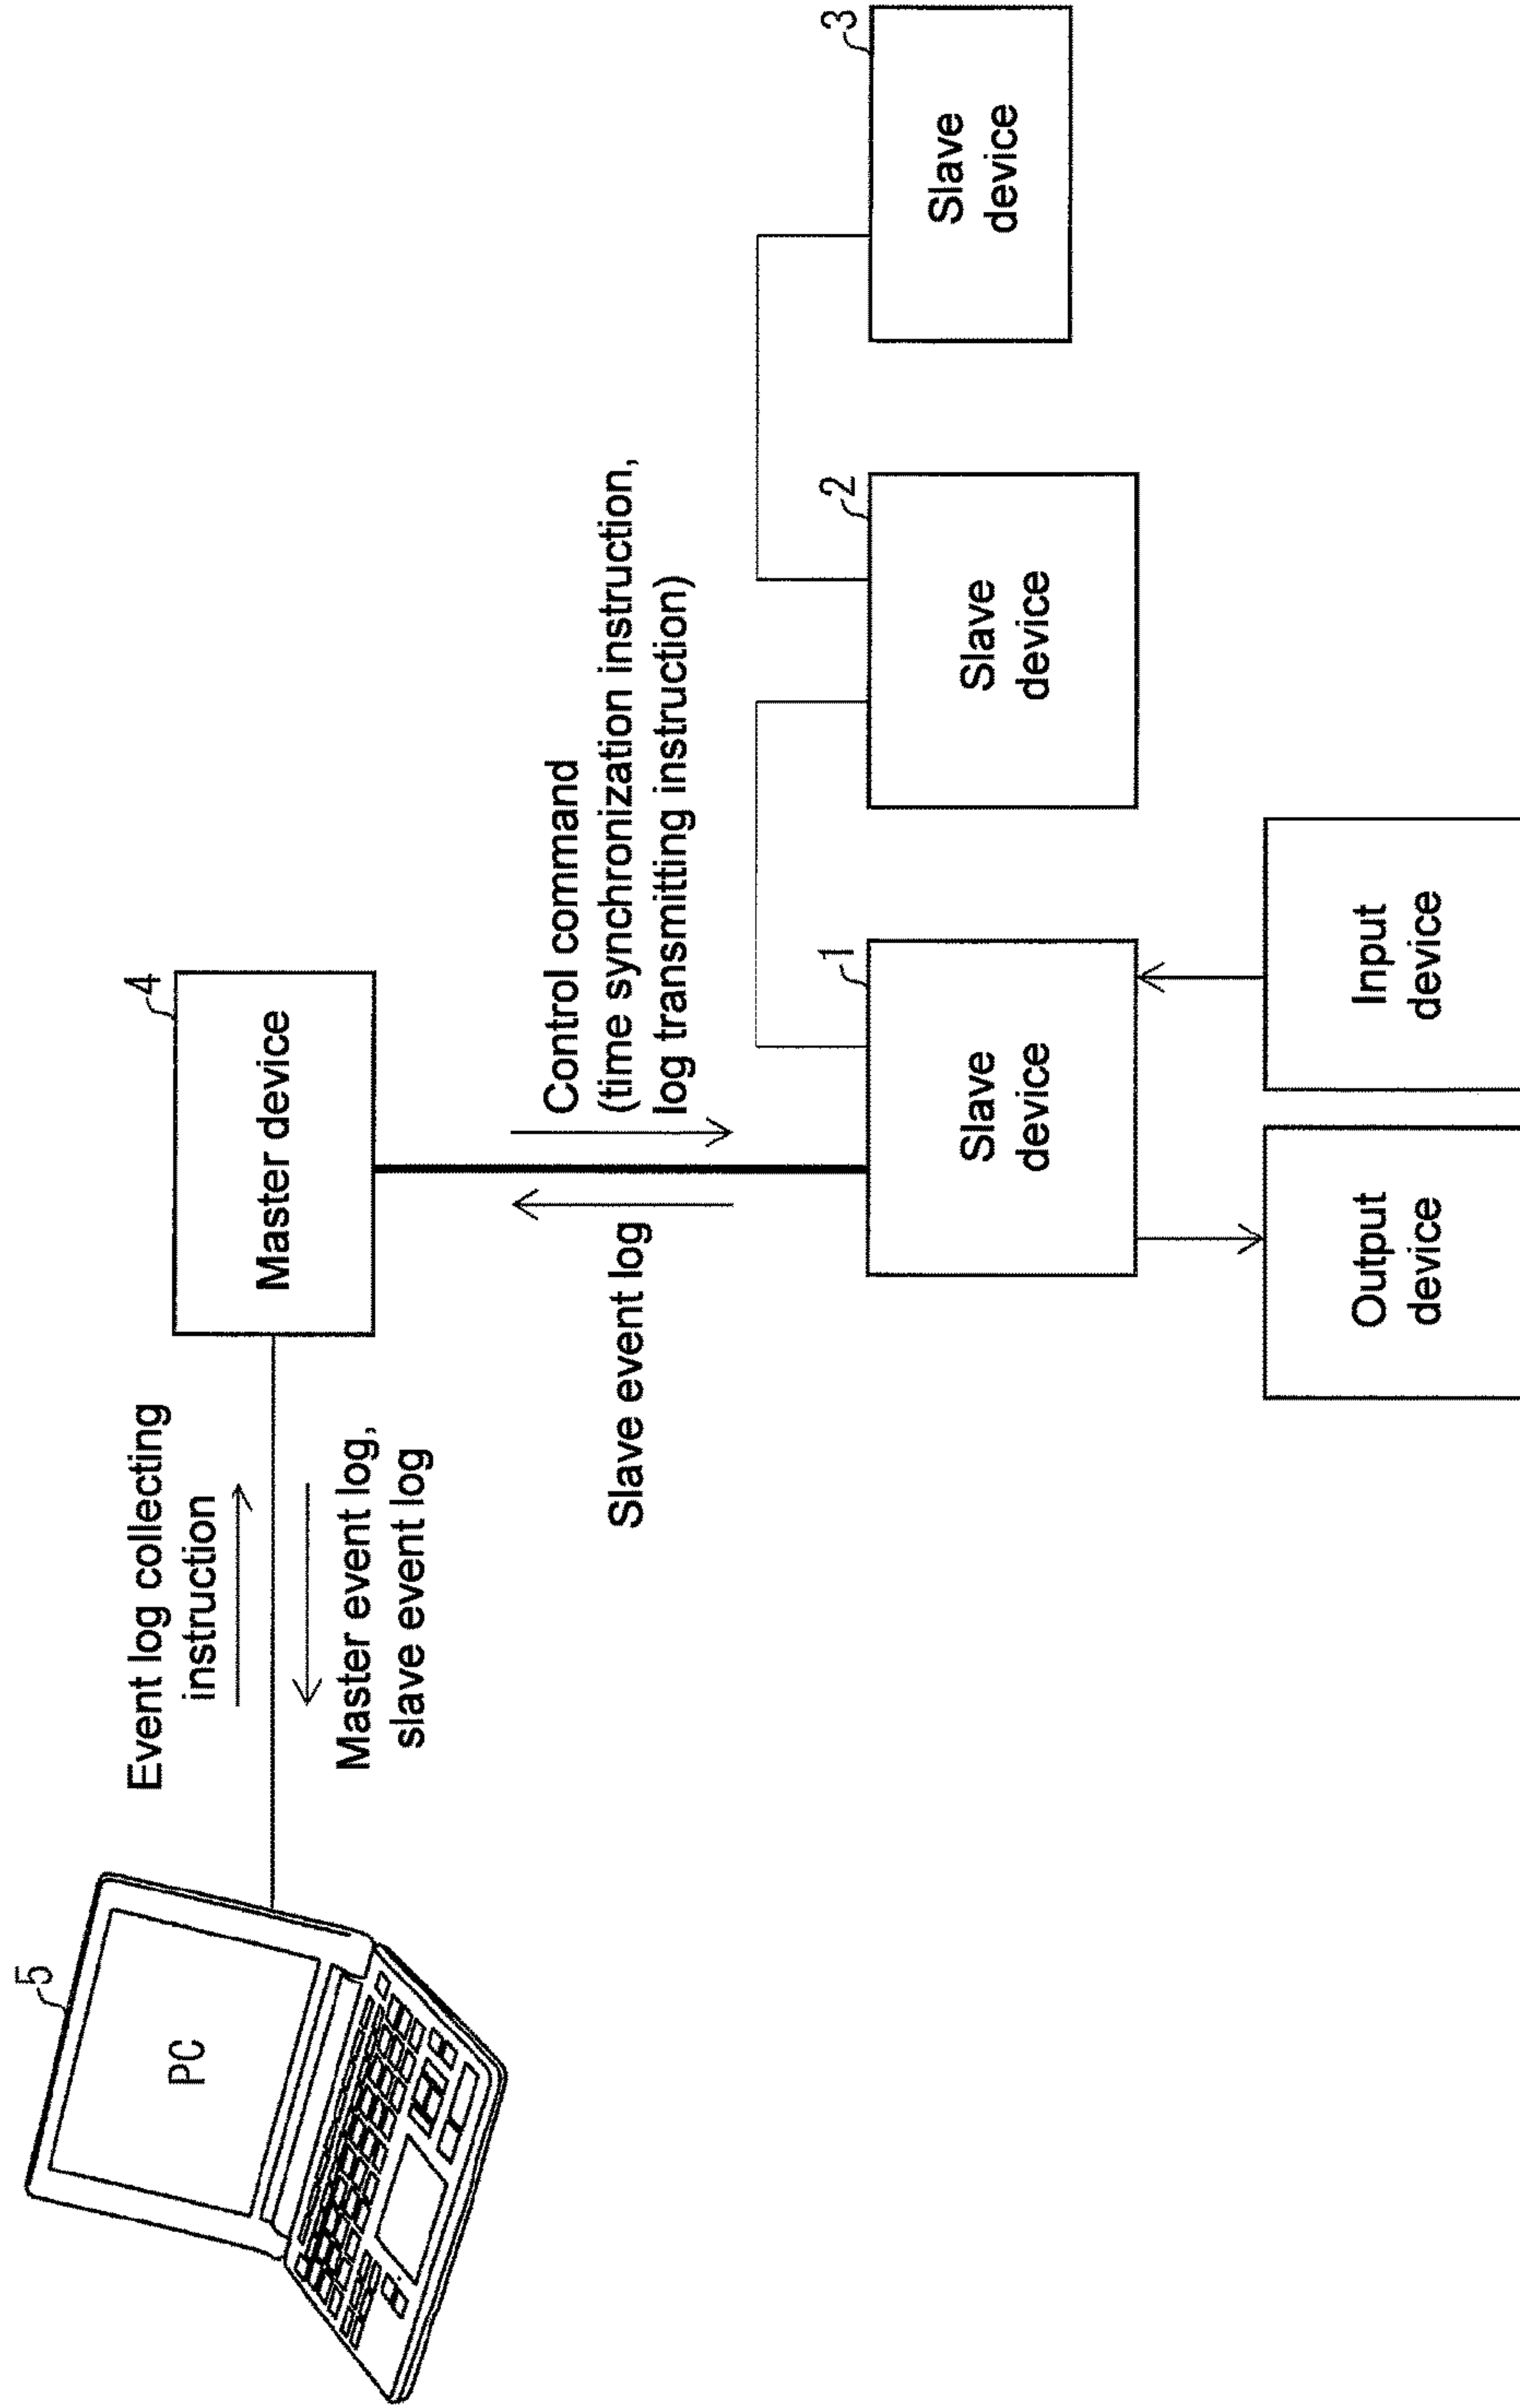 5
PC
Event log collecting
instruction
Master event log,
slave event log
4
Master device
Slave event log
Control command
(time synchronization instruction,
log transmitting instruction)
1
Slave
device
2
Slave
device
3
Slave
device
Output
device
Input
device